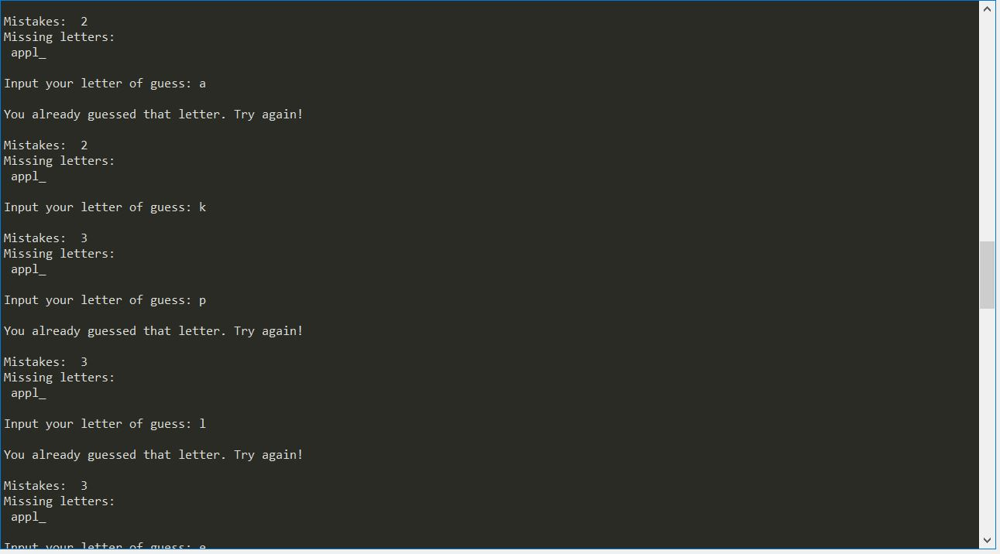 Mistakes:  2
Missing letters:
 appl_
Input your letter of guess: a
You already guessed that letter. Try again!
Mistakes:  2
Missing letters:
 appl_
Input your letter of guess: k
Mistakes:  3
Missing letters:
 appl_
Input your letter of guess: p
You already guessed that letter. Try again!
Mistakes:  3
Missing letters:
 appl_
Input your letter of guess: l
You already guessed that letter. Try again!
Mistakes:  3
Missing letters:
 appl_
Input your letter of guess: e